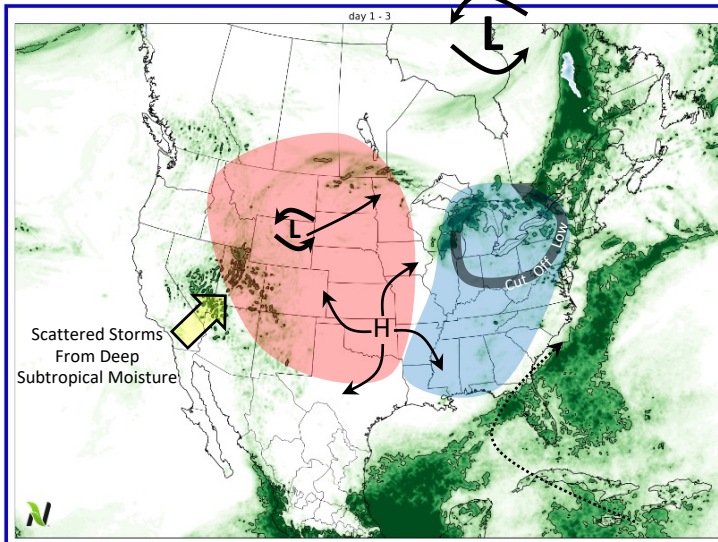 day 1 - 3
L
L
Cut Off Low
H
Scattered Storms
From Deep
Subtropical Moisture
N